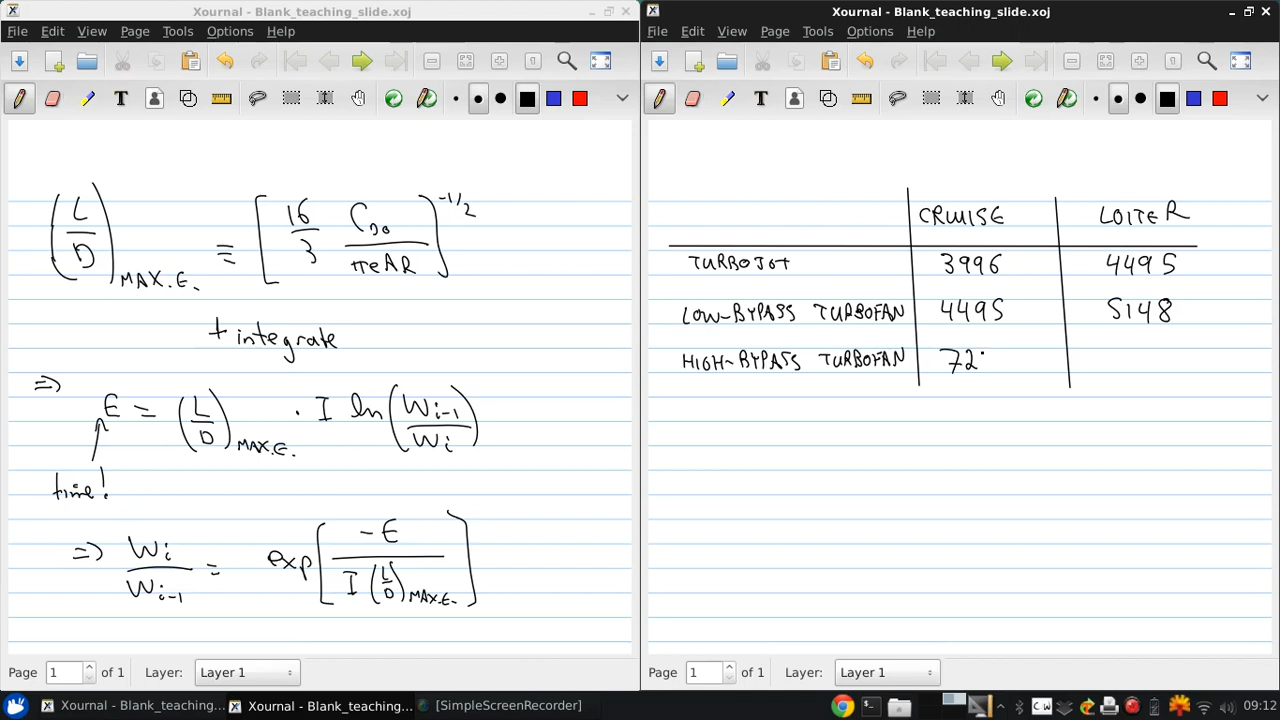 Xournal - Blank_teaching_slide.xoj
File Edit View Page Tools Options Help
(L/D)MAX.E. = [16/3 CD0/πeAR]^-1/2
+ integrate
⇒ E = (L/D)MAX.E. · I ln(Wi-1/Wi)
time!
⇒ Wi/Wi-1 = exp[-E/I(L/D)MAX.E.]
Page 1 of 1 Layer: Layer 1
Xournal - Blank_teaching_slide.xoj
File Edit View Page Tools Options Help
CRUISE LOITER
TURBOJET 3996 4495
LOW-BYPASS TURBOFAN 4495 5148
HIGH-BYPASS TURBOFAN 72
Page 1 of 1 Layer: Layer 1
Xournal - Blank_teaching_slide.... Xournal - Blank_teaching_slide.... [SimpleScreenRecorder] 09:12